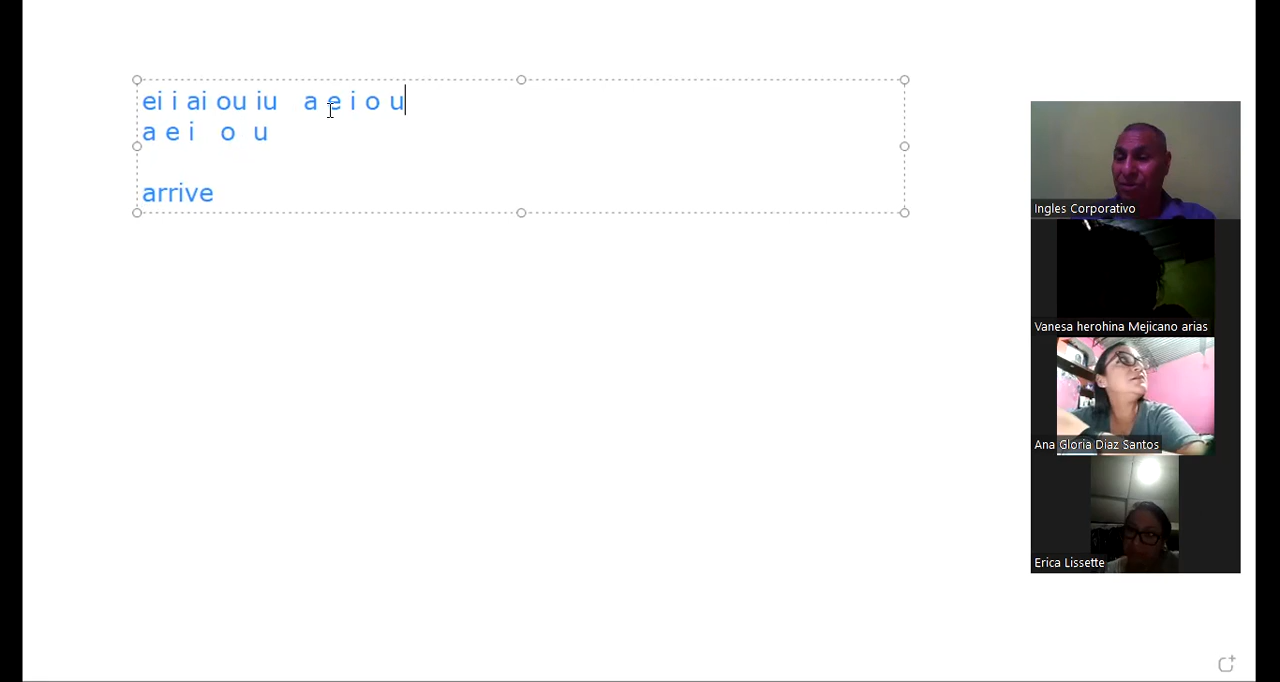 ei i ai ou iu a e i o u
a e i o u
arrive
Ingles Corporativo
Vanesa herohina Mejicano arias
Ana Gloria Diaz Santos
Erica Lissette